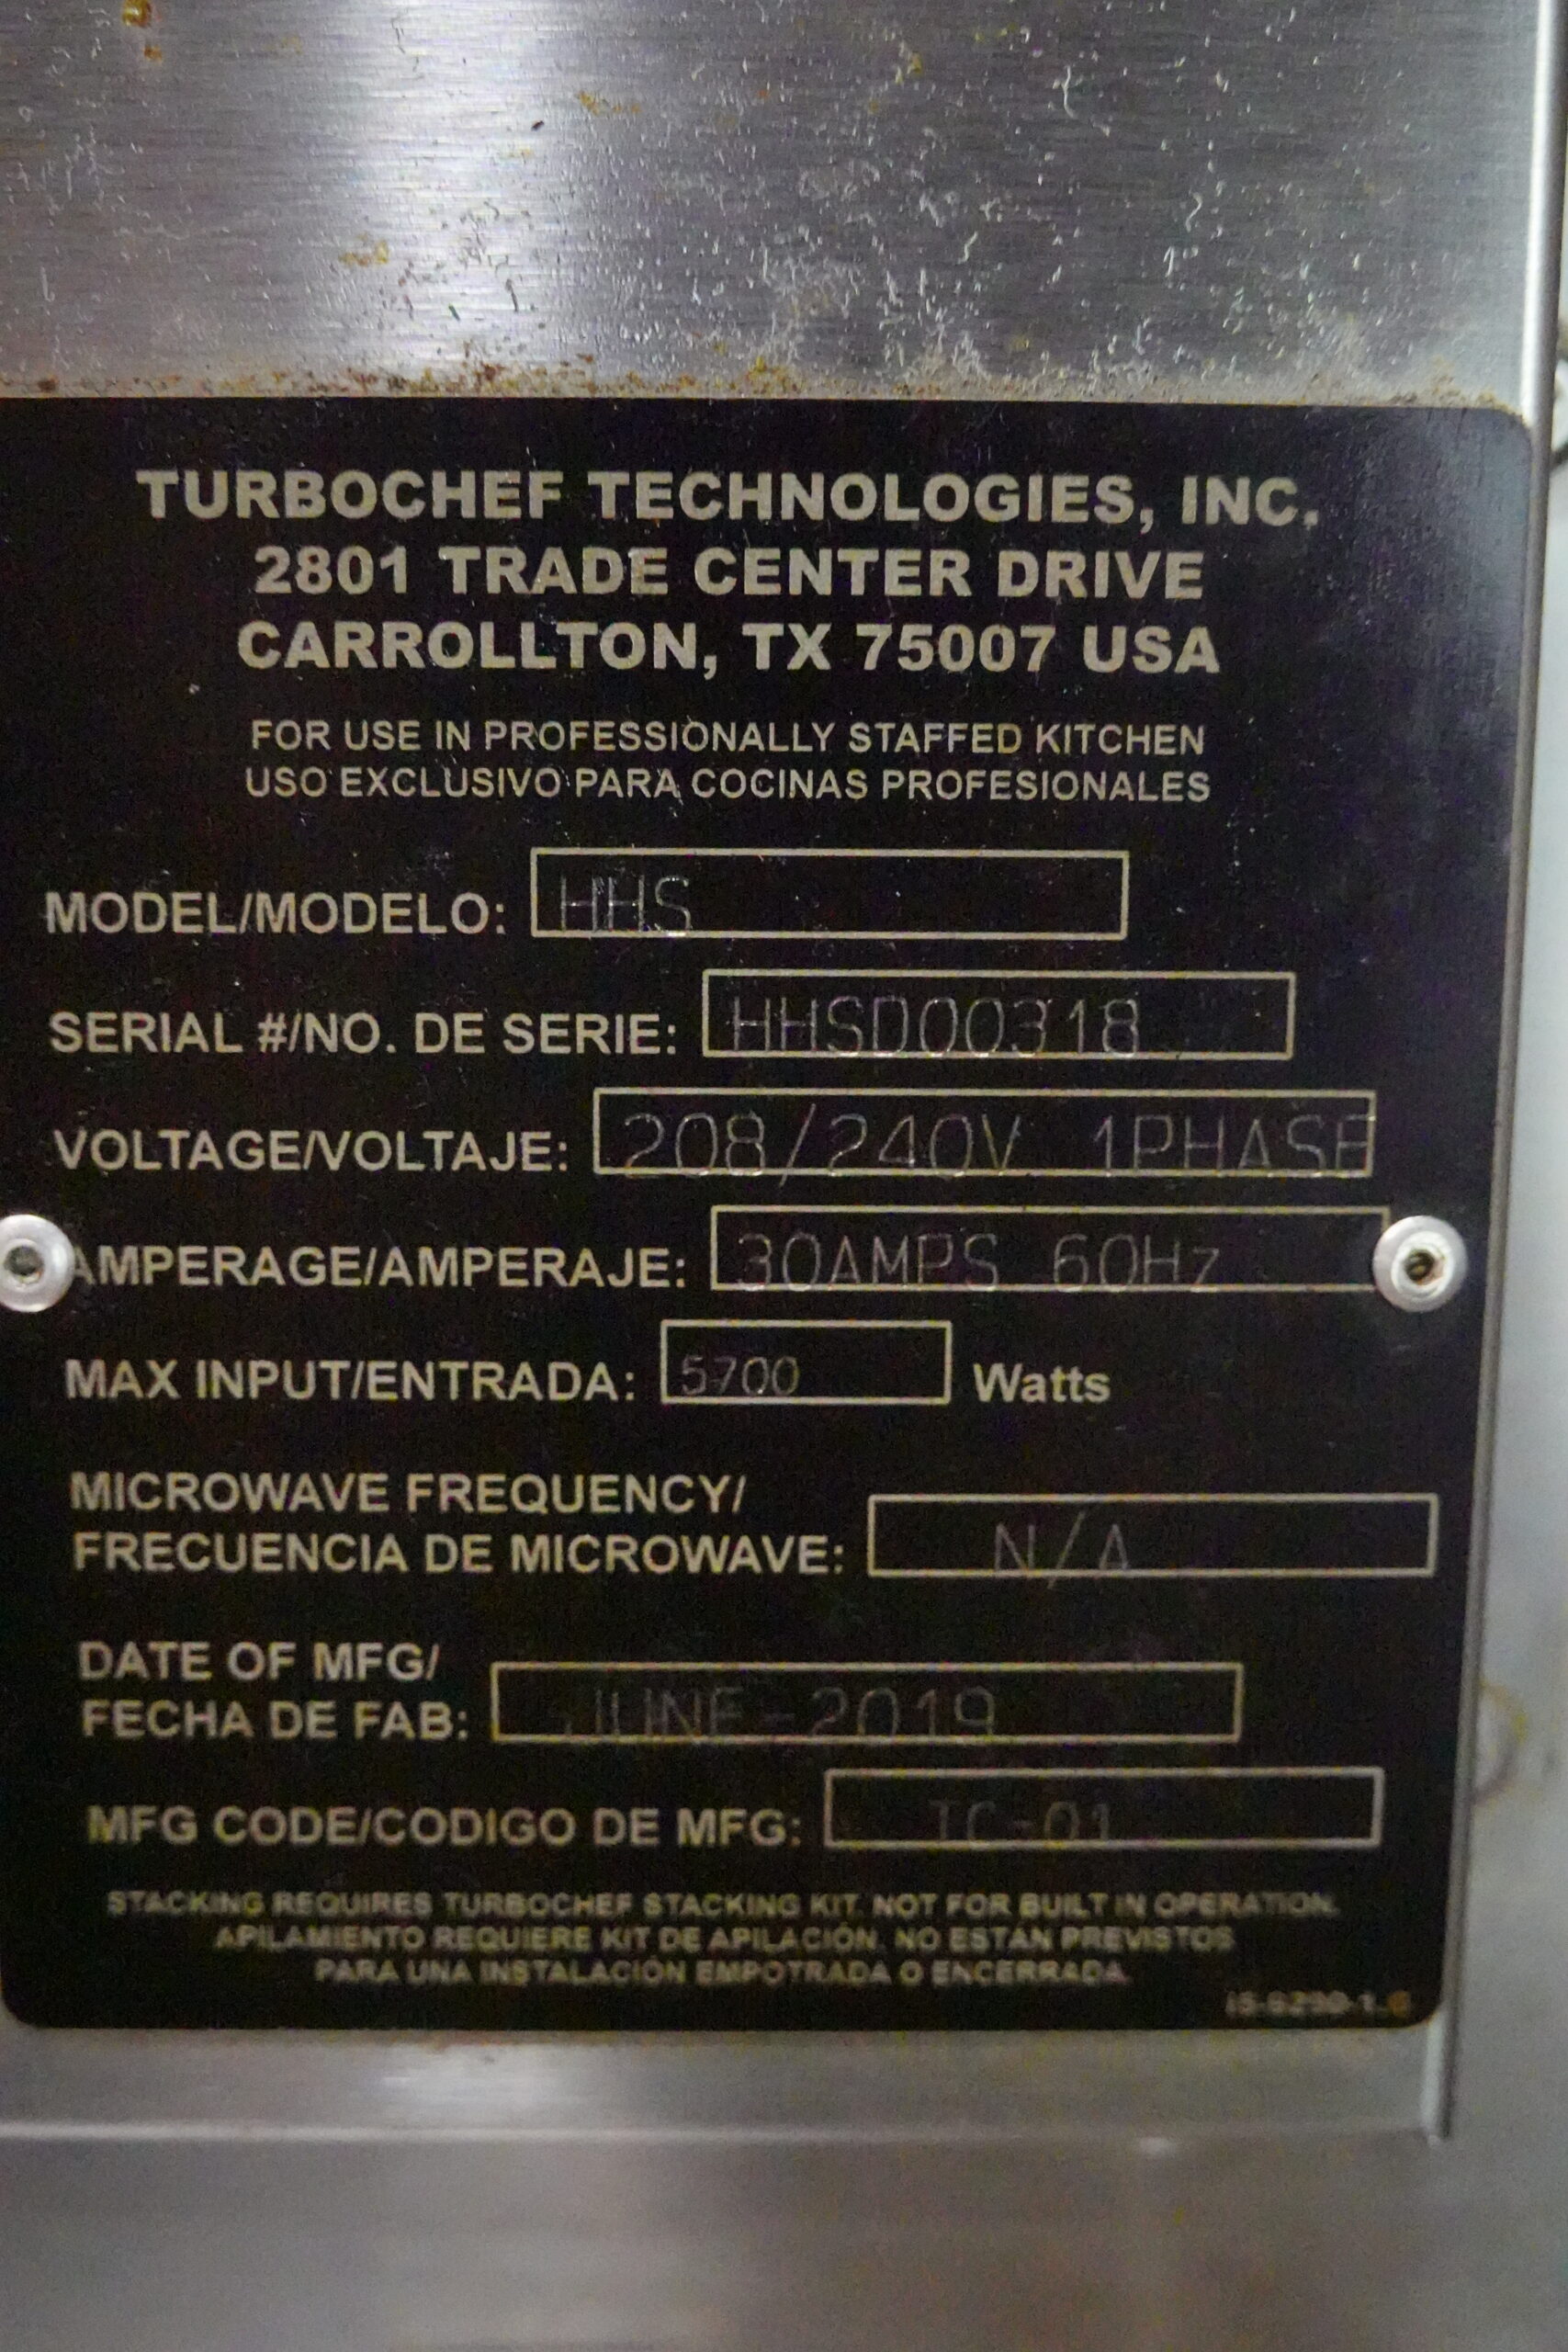 TURBOCHEF TECHNOLOGIES, INC.
2801 TRADE CENTER DRIVE
CARROLLTON, TX 75007 USA
FOR USE IN PROFESSIONALLY STAFFED KITCHEN
USO EXCLUSIVO PARA COCINAS PROFESIONALES
MODEL/MODELO: HHS
SERIAL #/NO. DE SERIE: HHSD00318
VOLTAGE/VOLTAJE: 208/240V 1PHASE
AMPERAGE/AMPERAJE: 30AMPS 60Hz
MAX INPUT/ENTRADA: 5700 Watts
MICROWAVE FREQUENCY/
FRECUENCIA DE MICROWAVE: N/A
DATE OF MFG/
FECHA DE FAB: JUNE-2019
MFG CODE/CODIGO DE MFG: TC-01
STACKING REQUIRES TURBOCHEF STACKING KIT. NOT FOR BUILT IN OPERATION.
APILAMIENTO REQUIERE KIT DE APILACIÓN. NO ESTÁN PREVISTOS
PARA UNA INSTALACIÓN EMPOTRADA O ENCERRADA.